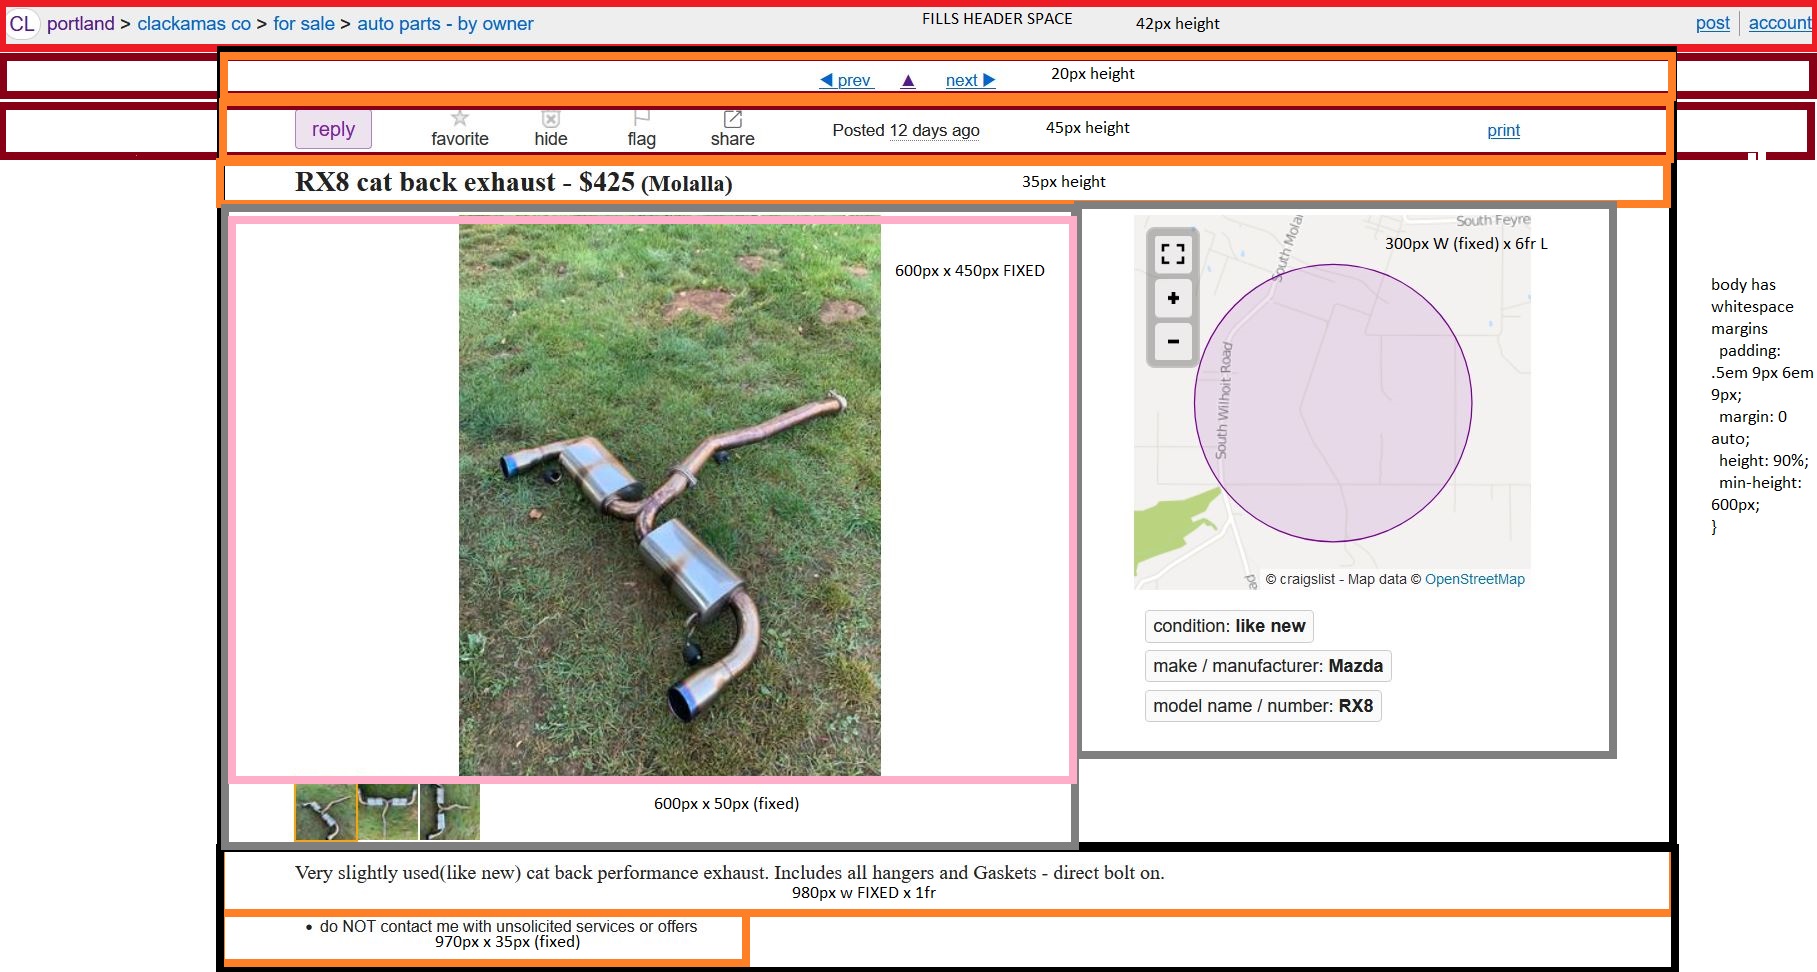 CL portland > clackamas co > for sale > auto parts - by owner
FILLS HEADER SPACE
42px height
post
account
◀ prev
▲
next ▶
20px height
reply
favorite
hide
flag
share
Posted 12 days ago
45px height
print
RX8 cat back exhaust - $425 (Molalla)
35px height
600px x 450px FIXED
South Molal
South Feyre
300px W (fixed) x 6fr L
+
-
South Wilhoit Road
© craigslist - Map data © OpenStreetMap
condition: like new
make / manufacturer: Mazda
model name / number: RX8
body has
whitespace
margins
padding:
.5em 9px 6em
9px;
margin: 0
auto;
height: 90%;
min-height:
600px;
}
600px x 50px (fixed)
Very slightly used(like new) cat back performance exhaust. Includes all hangers and Gaskets - direct bolt on.
980px w FIXED x 1fr
• do NOT contact me with unsolicited services or offers
970px x 35px (fixed)